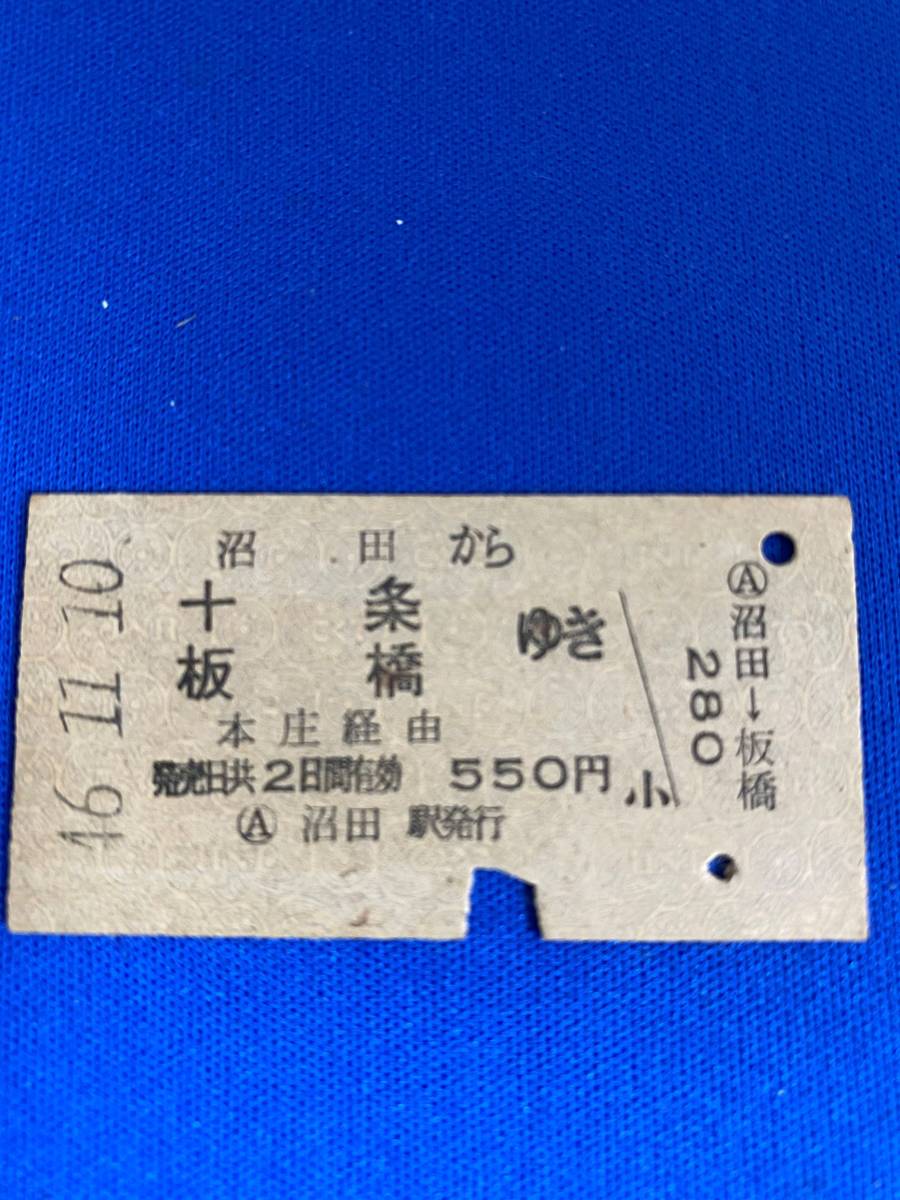 沼田から
十条
板橋
ゆき
本庄経由
発売日共2日間有効 550円
Ⓐ 沼田 駅発行
小
Ⓐ沼田→板橋
280
46 11 10